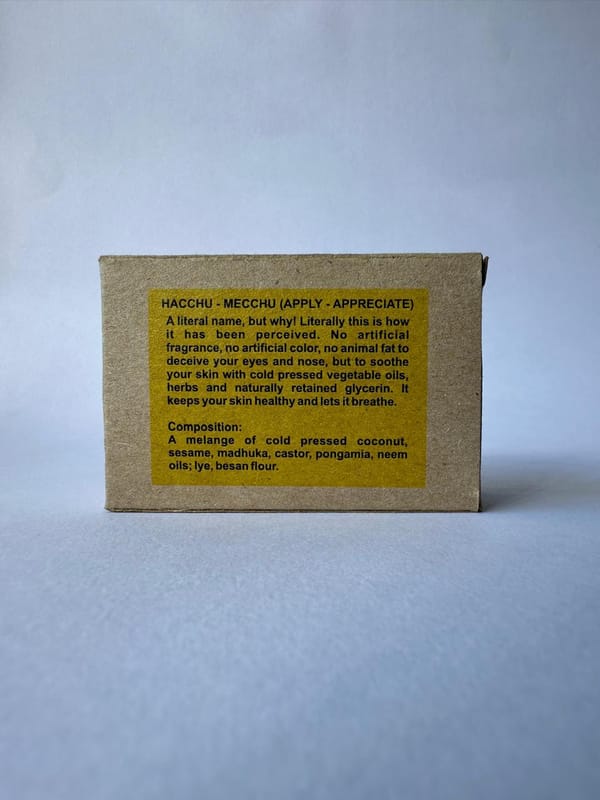 HACCHU - MECCHU (APPLY - APPRECIATE)
A literal name, but why! Literally this is how
it has been perceived. No artificial
fragrance, no artificial color, no animal fat to
deceive your eyes and nose, but to soothe
your skin with cold pressed vegetable oils,
herbs and naturally retained glycerin. It
keeps your skin healthy and lets it breathe.
Composition:
A melange of cold pressed coconut,
sesame, madhuka, castor, pongamia, neem
oils; lye, besan flour.